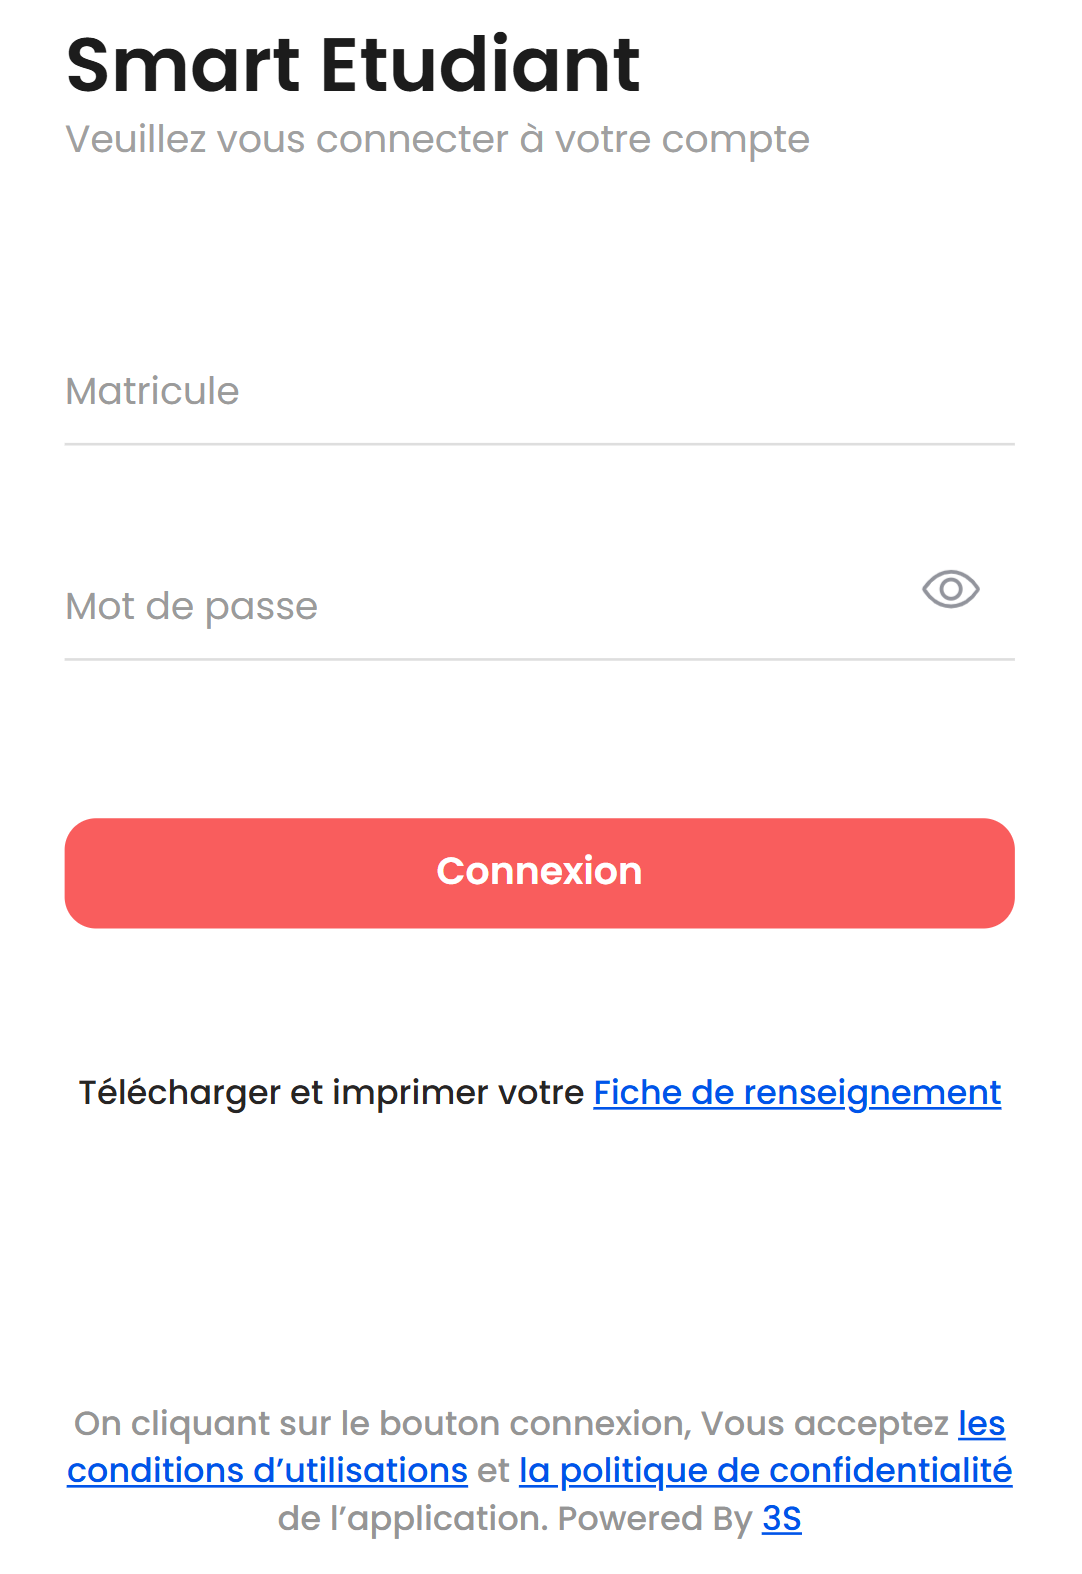 Smart Etudiant
Veuillez vous connecter à votre compte
Matricule
Mot de passe
Connexion
Télécharger et imprimer votre Fiche de renseignement
On cliquant sur le bouton connexion, Vous acceptez les
conditions d’utilisations et la politique de confidentialité
de l’application. Powered By 3S